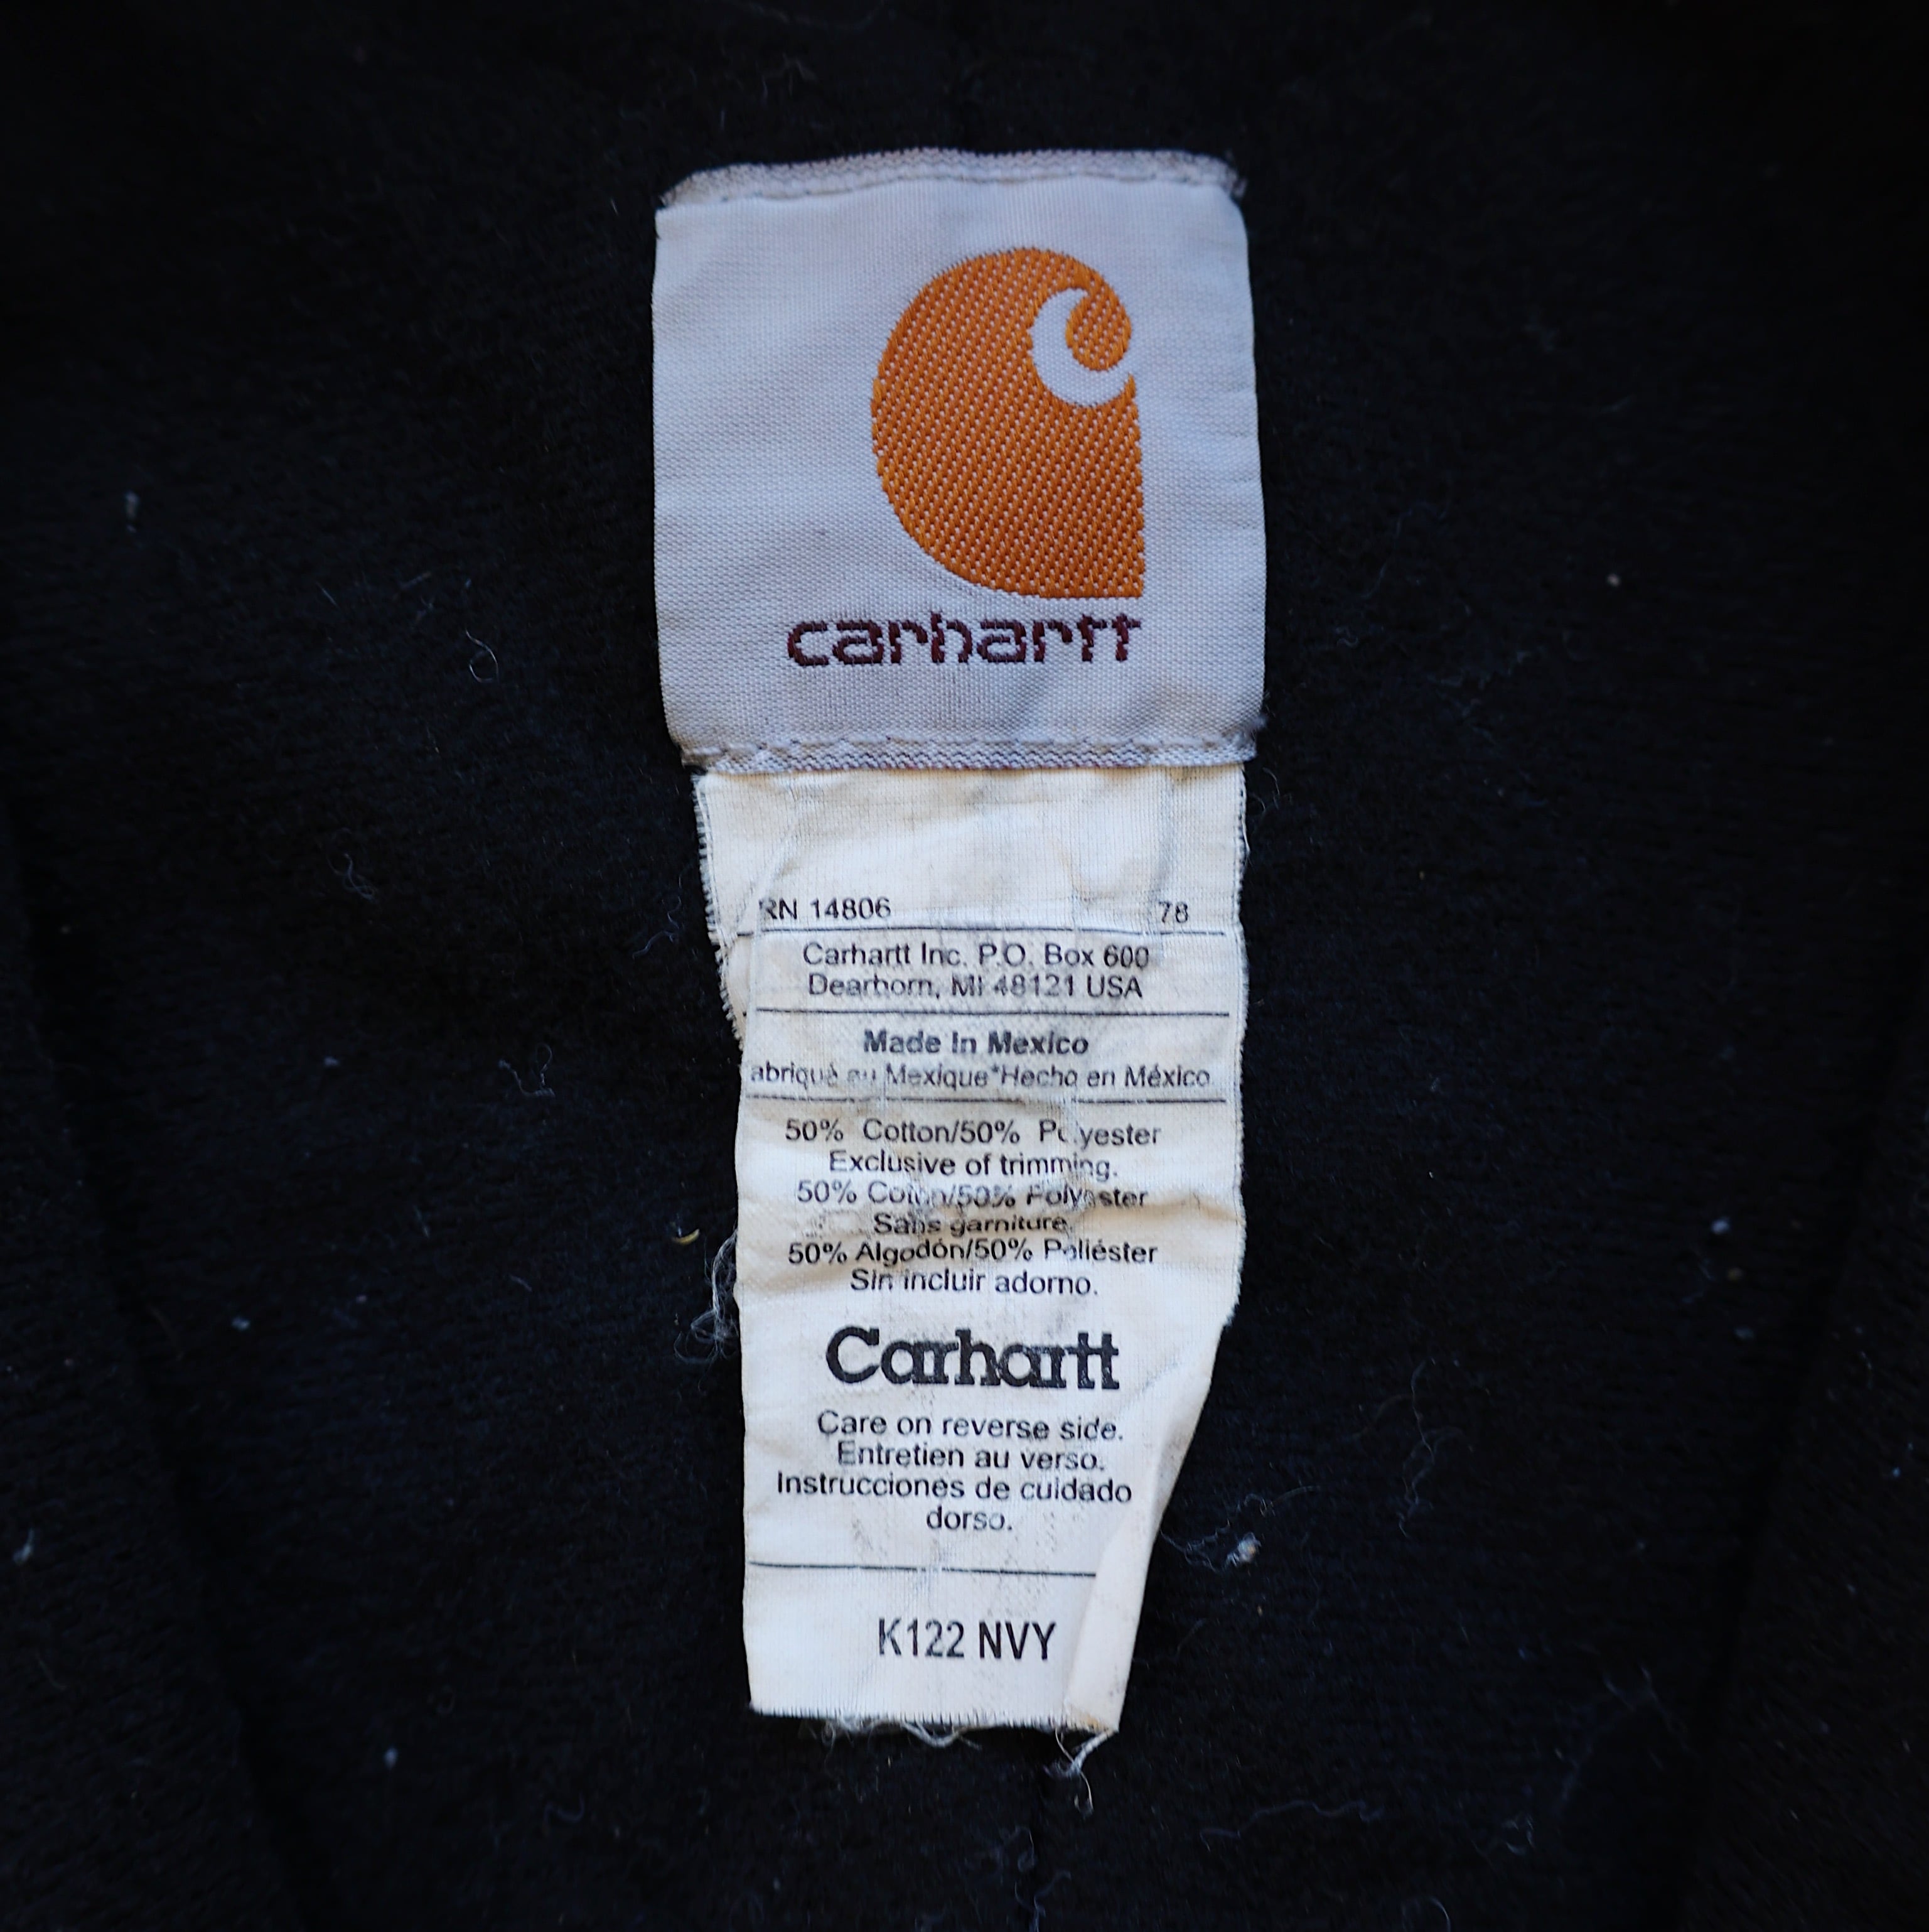 carhartt
RN 14806 78
Carhartt Inc. P.O. Box 600
Dearborn, MI 48121 USA
Made In Mexico
abriqué au Mexique*Hecho en México
50% Cotton/50% Polyester
Exclusive of trimming.
50% Coton/50% Polyester
Sans garniture.
50% Algodón/50% Poliéster
Sin incluir adorno.
Carhartt
Care on reverse side.
Entretien au verso.
Instrucciones de cuidado
dorso.
K122 NVY